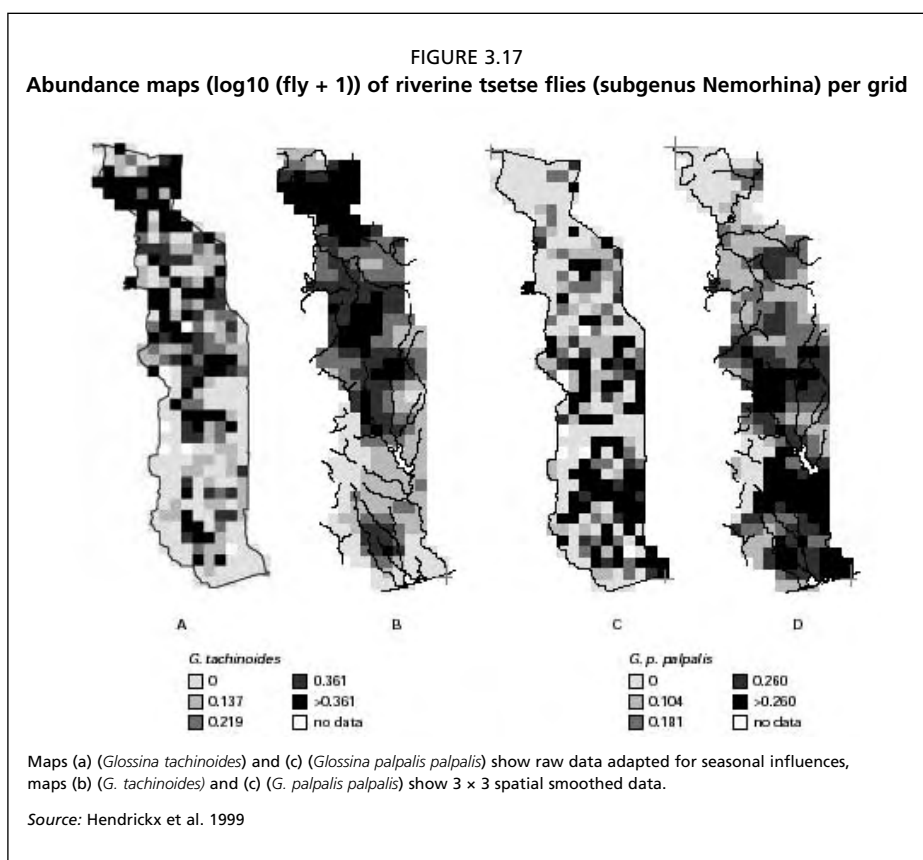 FIGURE 3.17
Abundance maps (log10 (fly + 1)) of riverine tsetse flies (subgenus Nemorhina) per grid
A B C D
G. tachinoides
0 0.361
0.137 >0.361
0.219 no data
G. p. palpalis
0 0.260
0.104 >0.260
0.181 no data
Maps (a) (Glossina tachinoides) and (c) (Glossina palpalis palpalis) show raw data adapted for seasonal influences,
maps (b) (G. tachinoides) and (c) (G. palpalis palpalis) show 3 × 3 spatial smoothed data.
Source: Hendrickx et al. 1999